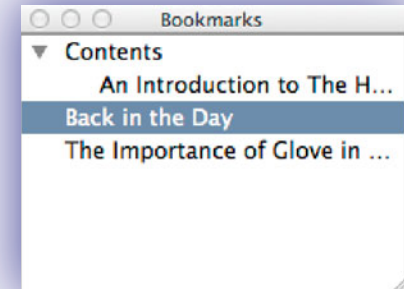 Bookmarks
Contents
An Introduction to The H...
Back in the Day
The Importance of Glove in ...